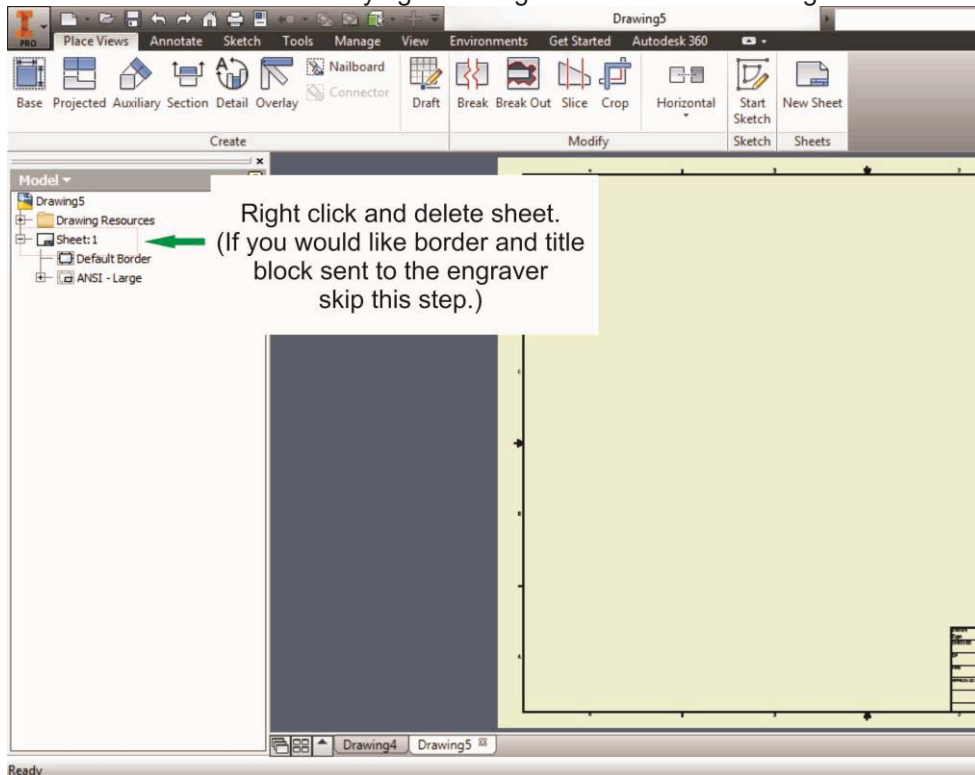 Drawing5
PRO Place Views Annotate Sketch Tools Manage View Environments Get Started Autodesk 360
Nailboard
Connector
Base Projected Auxiliary Section Detail Overlay Draft Break Break Out Slice Crop Horizontal Start Sketch New Sheet
Create Modify Sketch Sheets
Model
Drawing5
Drawing Resources
Sheet:1
Default Border
ANSI - Large
Right click and delete sheet.
(If you would like border and title
block sent to the engraver
skip this step.)
Drawing4 Drawing5
Ready